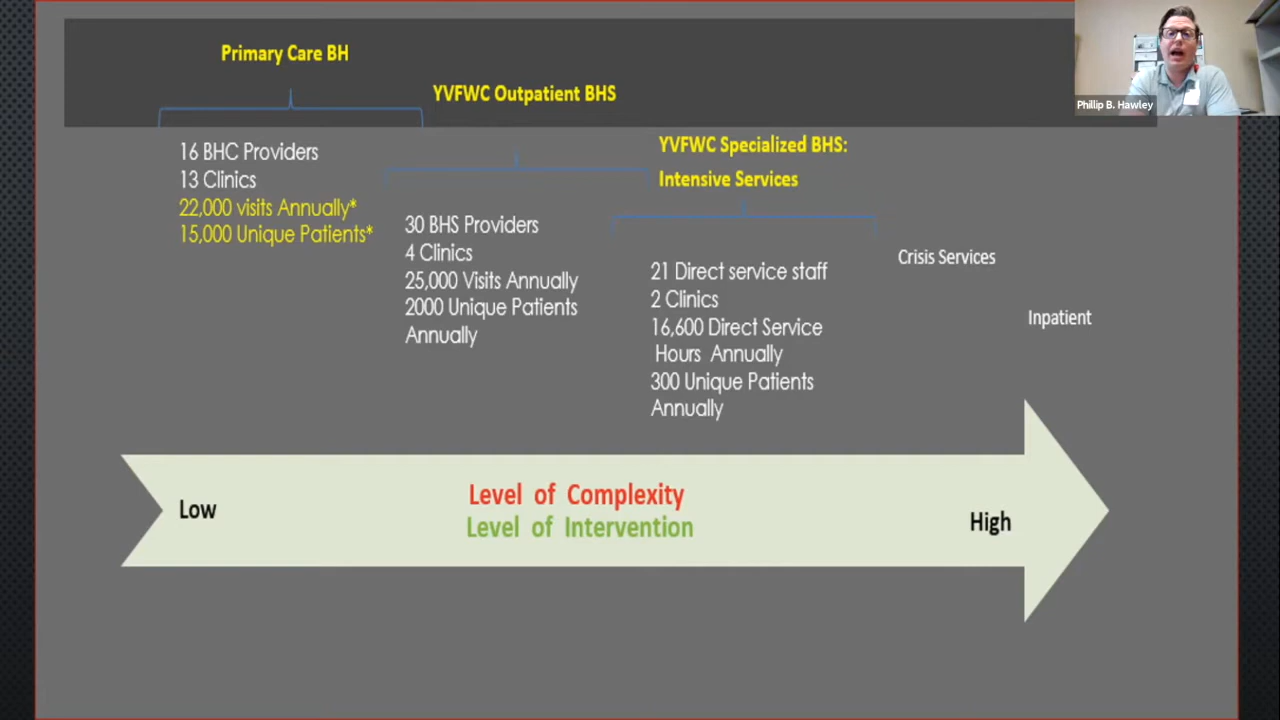 Primary Care BH
YVFWC Outpatient BHS
Phillip B. Hawley
16 BHC Providers
13 Clinics
22,000 visits Annually*
15,000 Unique Patients*
YVFWC Specialized BHS:
Intensive Services
30 BHS Providers
4 Clinics
25,000 Visits Annually
2000 Unique Patients
Annually
21 Direct service staff
2 Clinics
16,600 Direct Service
Hours Annually
300 Unique Patients
Annually
Crisis Services
Inpatient
Low
Level of Complexity
Level of Intervention
High